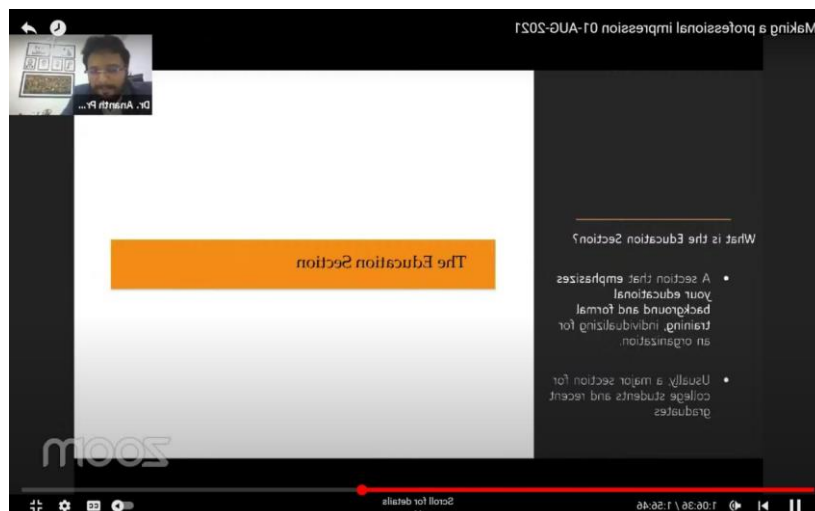 Making a professional impression 01-AUG-2021
Dr. Ananth Pr...
What is the Education Section?
• A section that emphasizes
your educational
background and formal
training, individualizing for
an organization.
• Usually, a major section for
college students and recent
graduates
The Education Section
zoom
1:06:36 / 1:56:46
Scroll for details
CC